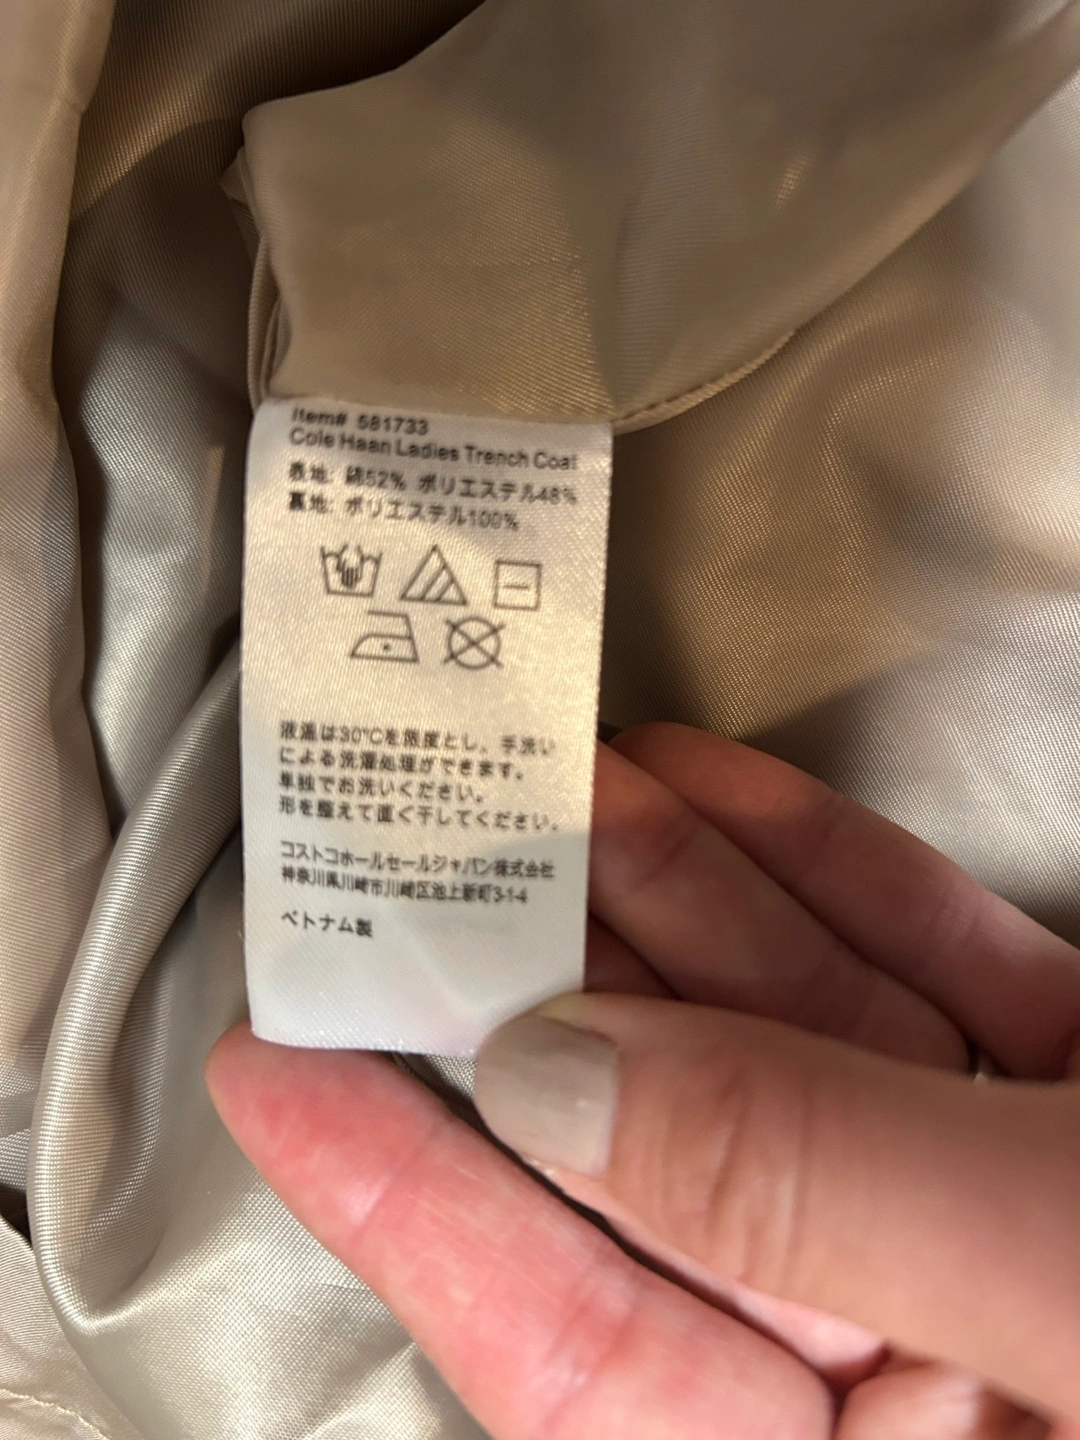 Item# 581733
Cole Haan Ladies Trench Coat
表地: 綿52% ポリエステル48%
裏地: ポリエステル100%
液温は30℃を限度とし、手洗い
による洗濯処理ができます。
単独でお洗いください。
形を整えて直ぐ干してください。
コストコホールセールジャパン株式会社
神奈川県川崎市川崎区池上新町3-1-4
ベトナム製